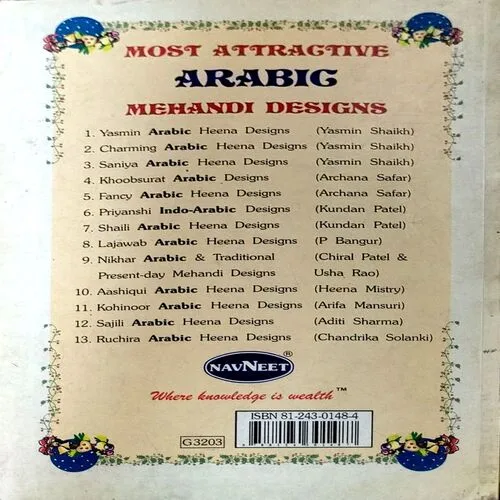 MOST ATTRACTIVE
ARABIC
MEHANDI DESIGNS
1. Yasmin Arabic Heena Designs (Yasmin Shaikh)
2. Charming Arabic Heena Designs (Yasmin Shaikh)
3. Saniya Arabic Heena Designs (Yasmin Shaikh)
4. Khoobsurat Arabic Designs (Archana Safar)
5. Fancy Arabic Heena Designs (Archana Safar)
6. Priyanshi Indo-Arabic Designs (Kundan Patel)
7. Shaili Arabic Heena Designs (Kundan Patel)
8. Lajawab Arabic Heena Designs (P Bangur)
9. Nikhar Arabic & Traditional (Chiral Patel &
Present-day Mehandi Designs Usha Rao)
10. Aashiqui Arabic Heena Designs (Heena Mistry)
11. Kohinoor Arabic Heena Designs (Arifa Mansuri)
12. Sajili Arabic Heena Designs (Aditi Sharma)
13. Ruchira Arabic Heena Designs (Chandrika Solanki)
NAVNEET ®
Where knowledge is wealth ™
ISBN 81-243-0148-4
G3203